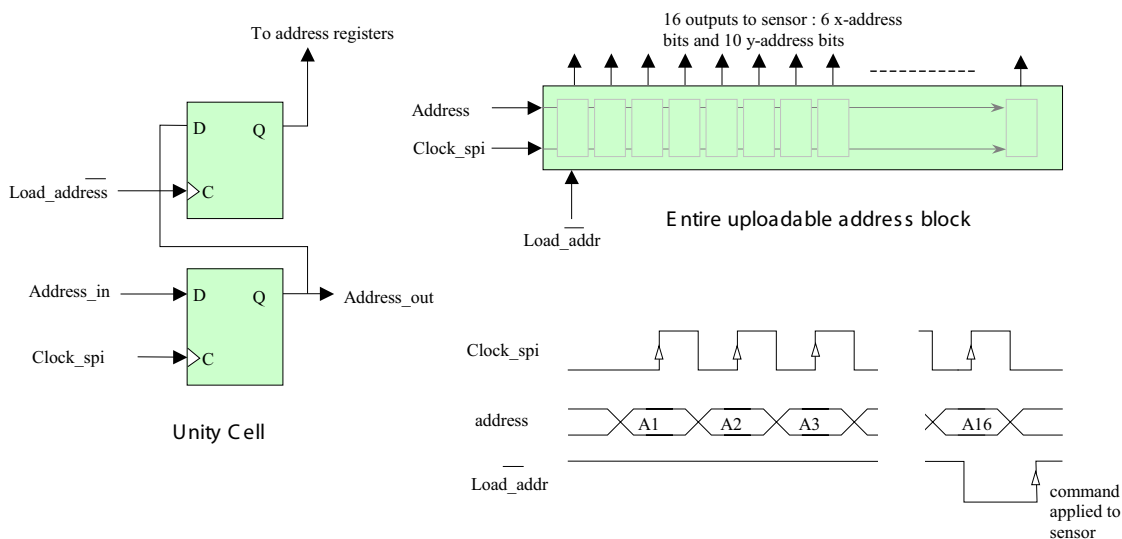 16 outputs to sensor : 6 x-address
bits and 10 y-address bits
To address registers
D Q
C
Load_address
Address
Clock_spi
Load_addr
Entire uploadable address block
Address_in
D Q
Address_out
Clock_spi
C
Unity Cell
Clock_spi
address
A1 A2 A3 A16
Load_addr
command
applied to
sensor